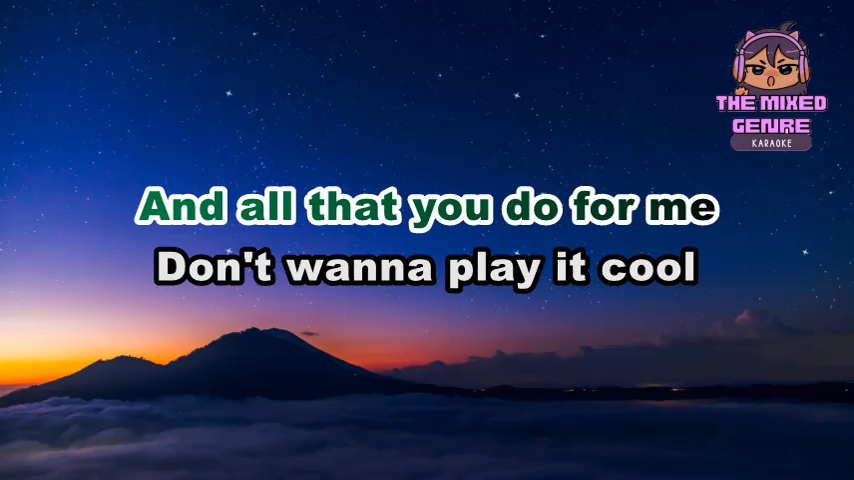 THE MIXED
GENRE
KARAOKE
And all that you do for me
Don't wanna play it cool